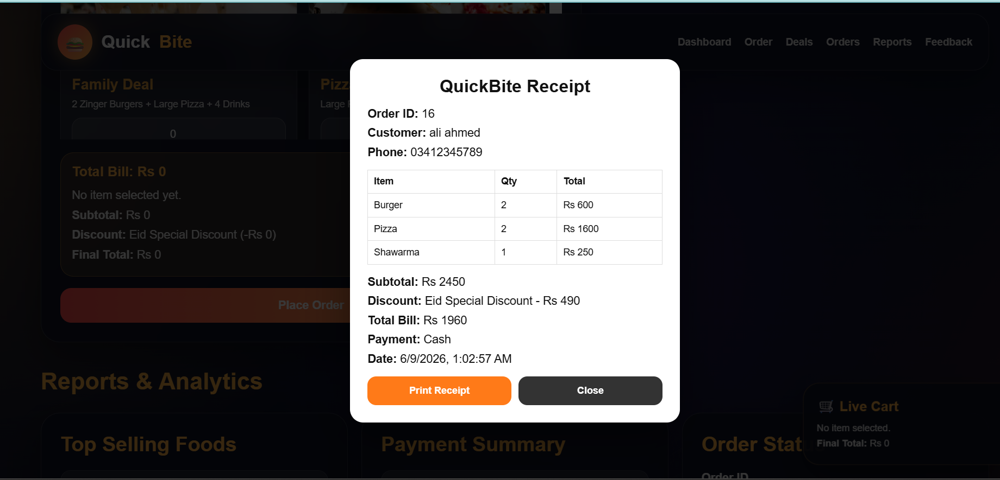 Quick Bite
Dashboard Order Deals Orders Reports Feedback
Family Deal
2 Zinger Burgers + Large Pizza + 4 Drinks
0
Large
Total Bill: Rs 0
No item selected yet.
Subtotal: Rs 0
Discount: Eid Special Discount (-Rs 0)
Final Total: Rs 0
Place Order
QuickBite Receipt
Order ID: 16
Customer: ali ahmed
Phone: 03412345789
Item Qty Total
Burger 2 Rs 600
Pizza 2 Rs 1600
Shawarma 1 Rs 250
Subtotal: Rs 2450
Discount: Eid Special Discount - Rs 490
Total Bill: Rs 1960
Payment: Cash
Date: 6/9/2026, 1:02:57 AM
Print Receipt Close
Reports & Analytics
Top Selling Foods
Payment Summary
Order
Order ID
Live Cart
No item selected.
Final Total: Rs 0